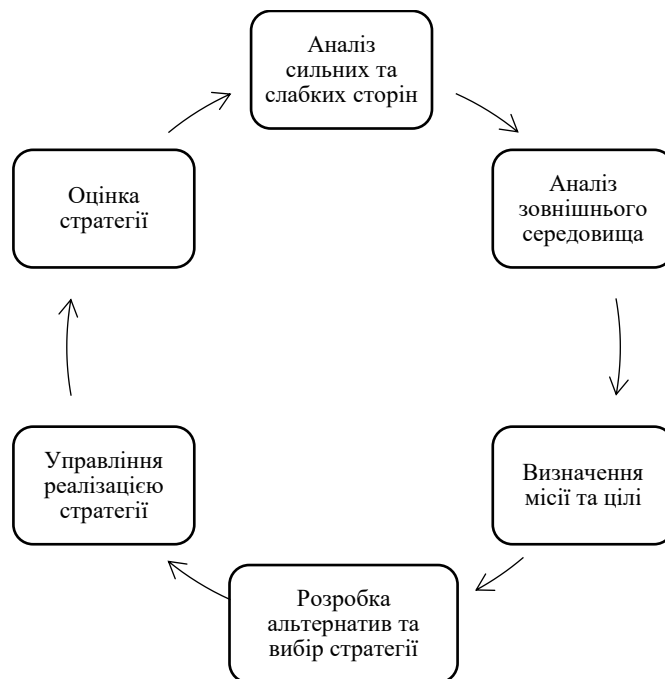 Аналіз
сильних та
слабких сторін
Аналіз
зовнішнього
середовища
Визначення
місії та цілі
Розробка
альтернатив та
вибір стратегії
Управління
реалізацією
стратегії
Оцінка
стратегії